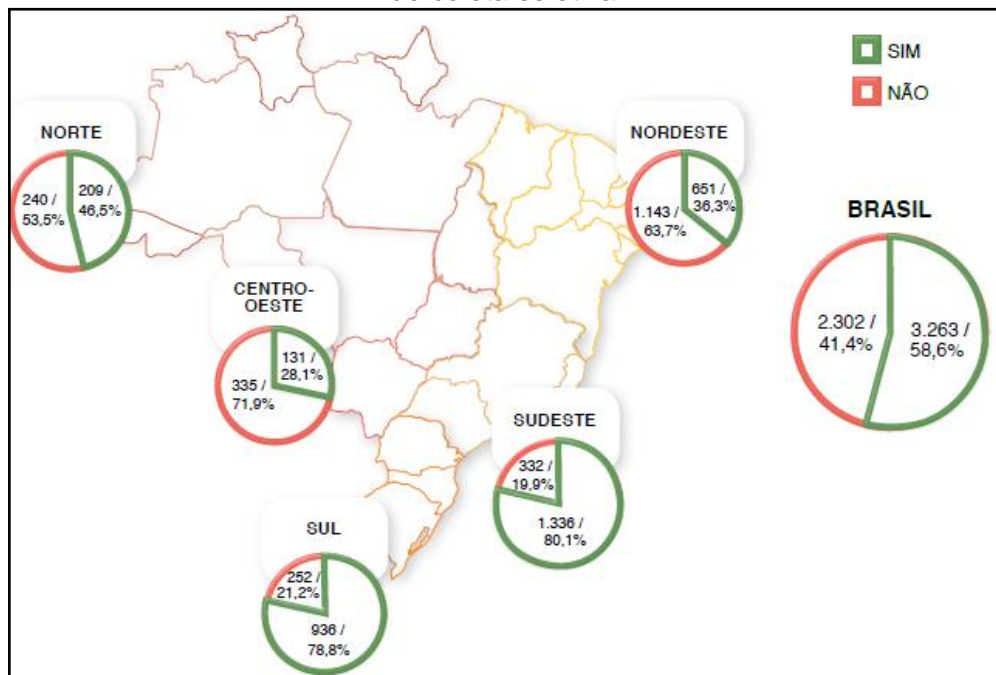 SIM
NÃO
NORTE
240 /
53,5%
209 /
46,5%
NORDESTE
651 /
36,3%
1.143 /
63,7%
BRASIL
2.302 /
41,4%
3.263 /
58,6%
CENTRO-
OESTE
131 /
28,1%
335 /
71,9%
SUDESTE
332 /
19,9%
1.336 /
80,1%
SUL
252 /
21,2%
936 /
78,8%